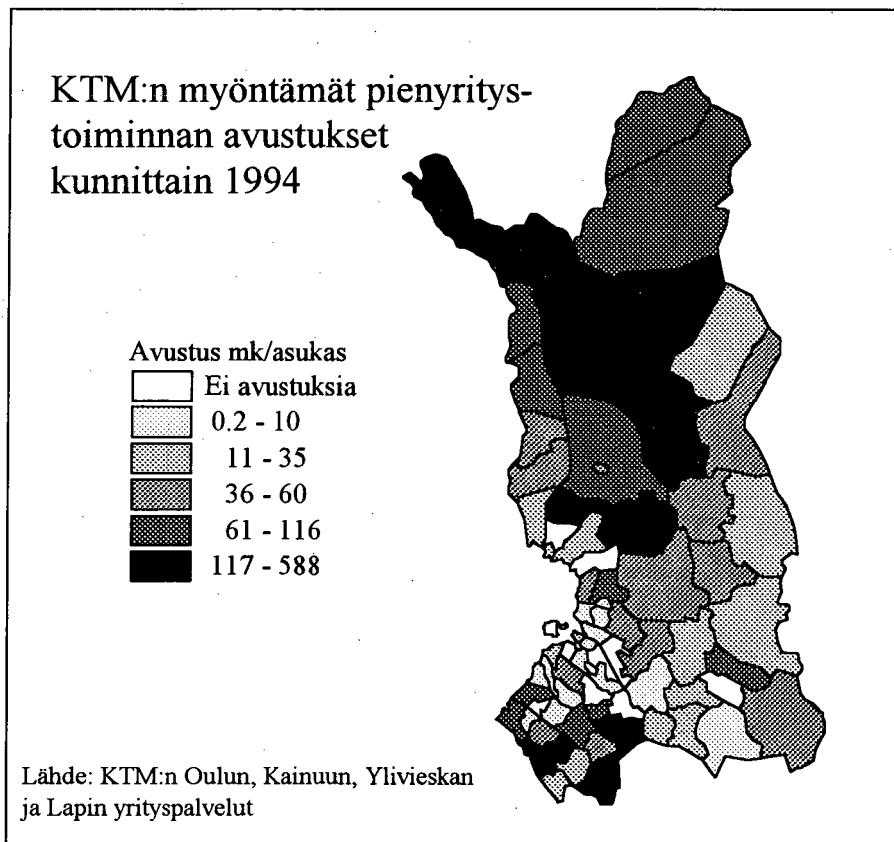 KTM:n myöntämät pienyritys-
toiminnan avustukset
kunnittain 1994
Avustus mk/asukas
Ei avustuksia
0.2 - 10
11 - 35
36 - 60
61 - 116
117 - 588
Lähde: KTM:n Oulun, Kainuun, Ylivieskan
ja Lapin yrityspalvelut